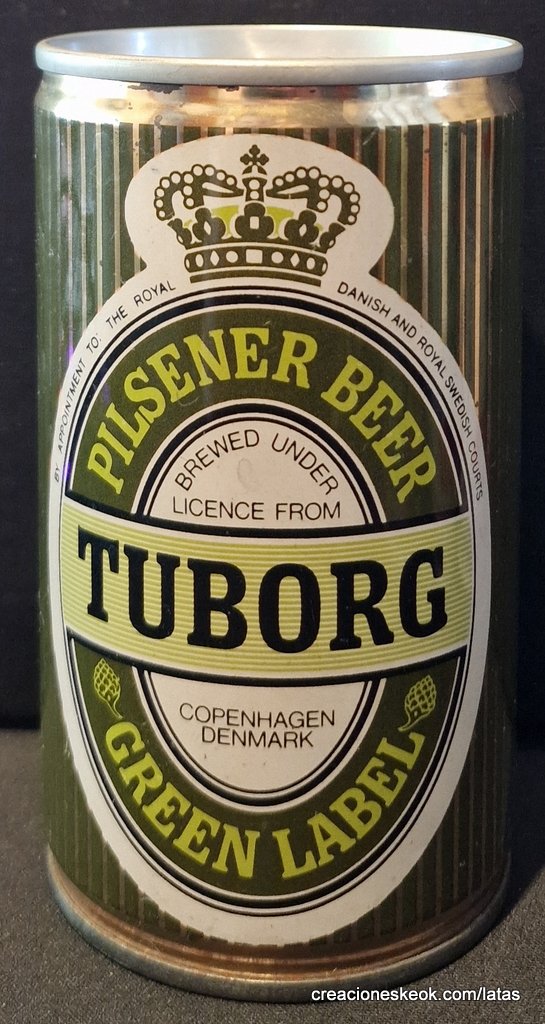 BY APPOINTMENT TO: THE ROYAL DANISH AND ROYAL SWEDISH COURTS
PILSENER BEER
BREWED UNDER
LICENCE FROM
TUBORG
COPENHAGEN
DENMARK
GREEN LABEL
creacioneskeok.com/latas